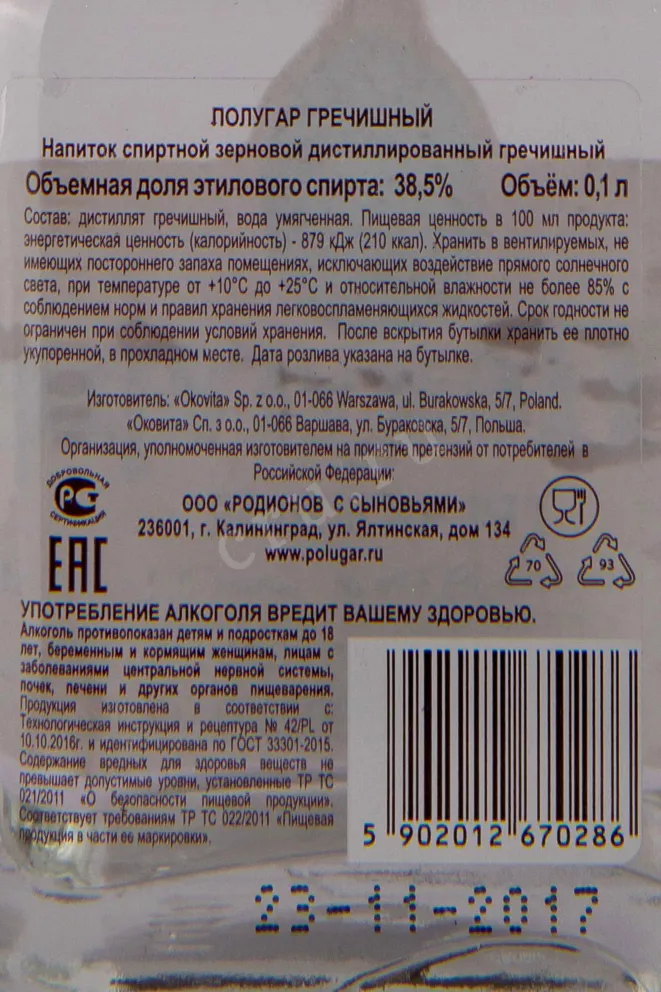 ПОЛУГАР ГРЕЧИШНЫЙ
Напиток спиртной зерновой дистиллированный гречишный
Объемная доля этилового спирта: 38,5% Объём: 0,1 л
Состав: дистиллят гречишный, вода умягченная. Пищевая ценность в 100 мл продукта:
энергетическая ценность (калорийность) - 879 кДж (210 ккал). Хранить в вентилируемых, не
имеющих постороннего запаха помещениях, исключающих воздействие прямого солнечного
света, при температуре от +10°C до +25°C и относительной влажности не более 85% с
соблюдением норм и правил хранения легковоспламеняющихся жидкостей. Срок годности не
ограничен при соблюдении условий хранения. После вскрытия бутылки хранить ее плотно
укупоренной, в прохладном месте. Дата розлива указана на бутылке.
Изготовитель: «Okovita» Sp. z o.o., 01-066 Warszawa, ul. Burakowska, 5/7, Poland.
«Оковита» Сп. з о.о., 01-066 Варшава, ул. Бураковска, 5/7, Польша.
Организация, уполномоченная изготовителем на принятие претензий от потребителей в
Российской Федерации:
ДОБРОВОЛЬНАЯ
РСТ
СЕРТИФИКАЦИЯ
ООО «РОДИОНОВ С СЫНОВЬЯМИ»
236001, г. Калининград, ул. Ялтинская, дом 134
www.polugar.ru
EAC
70 93
УПОТРЕБЛЕНИЕ АЛКОГОЛЯ ВРЕДИТ ВАШЕМУ ЗДОРОВЬЮ.
Алкоголь противопоказан детям и подросткам до 18
лет, беременным и кормящим женщинам, лицам с
заболеваниями центральной нервной системы,
почек, печени и других органов пищеварения.
Продукция изготовлена в соответствии с:
Технологическая инструкция и рецептура № 42/PL от
10.10.2016г. и идентифицирована по ГОСТ 33301-2015.
Содержание вредных для здоровья веществ не
превышает допустимые уровни, установленные ТР ТС
021/2011 «О безопасности пищевой продукции».
Соответствует требованиям ТР ТС 022/2011 «Пищевая
продукция в части ее маркировки».
5 902012 670286
23-11-2017